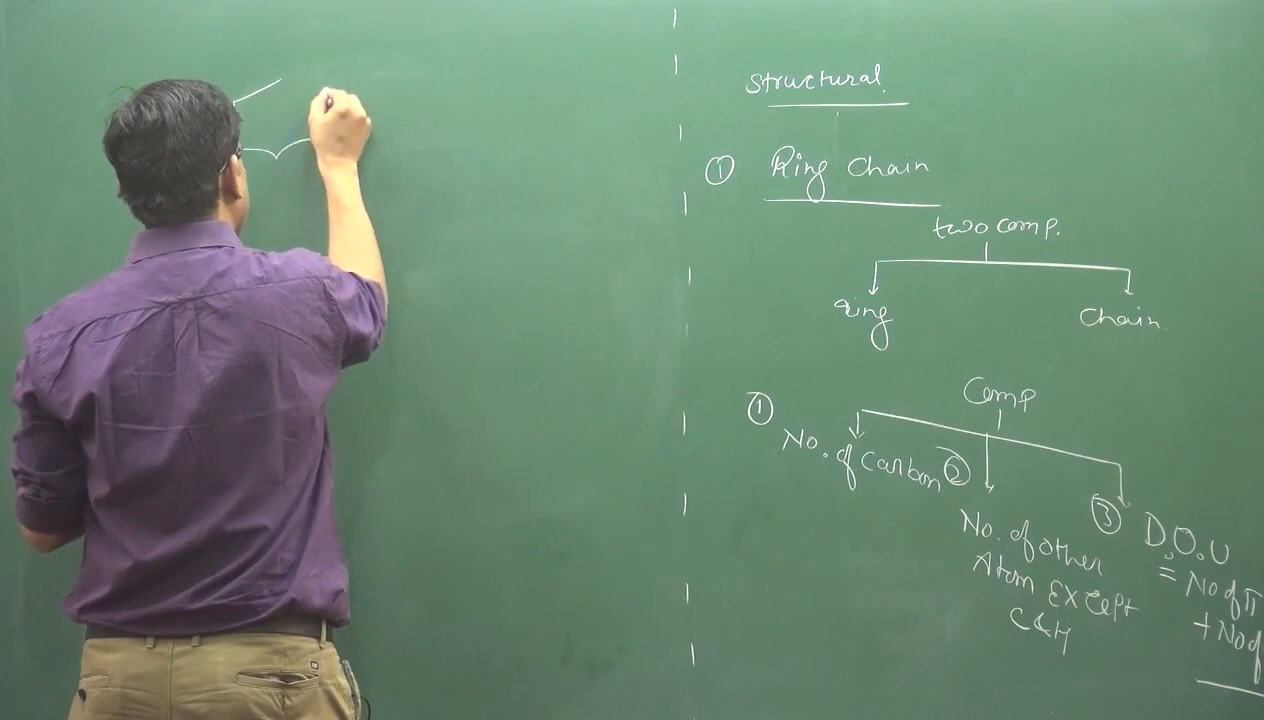 Structural.
① Ring Chain
two comp.
Ring
Chain.
Comp
①
No. of Carbon
②
No. of other
Atom Except
C & H
③ D.O.U
= No of π
+ No of